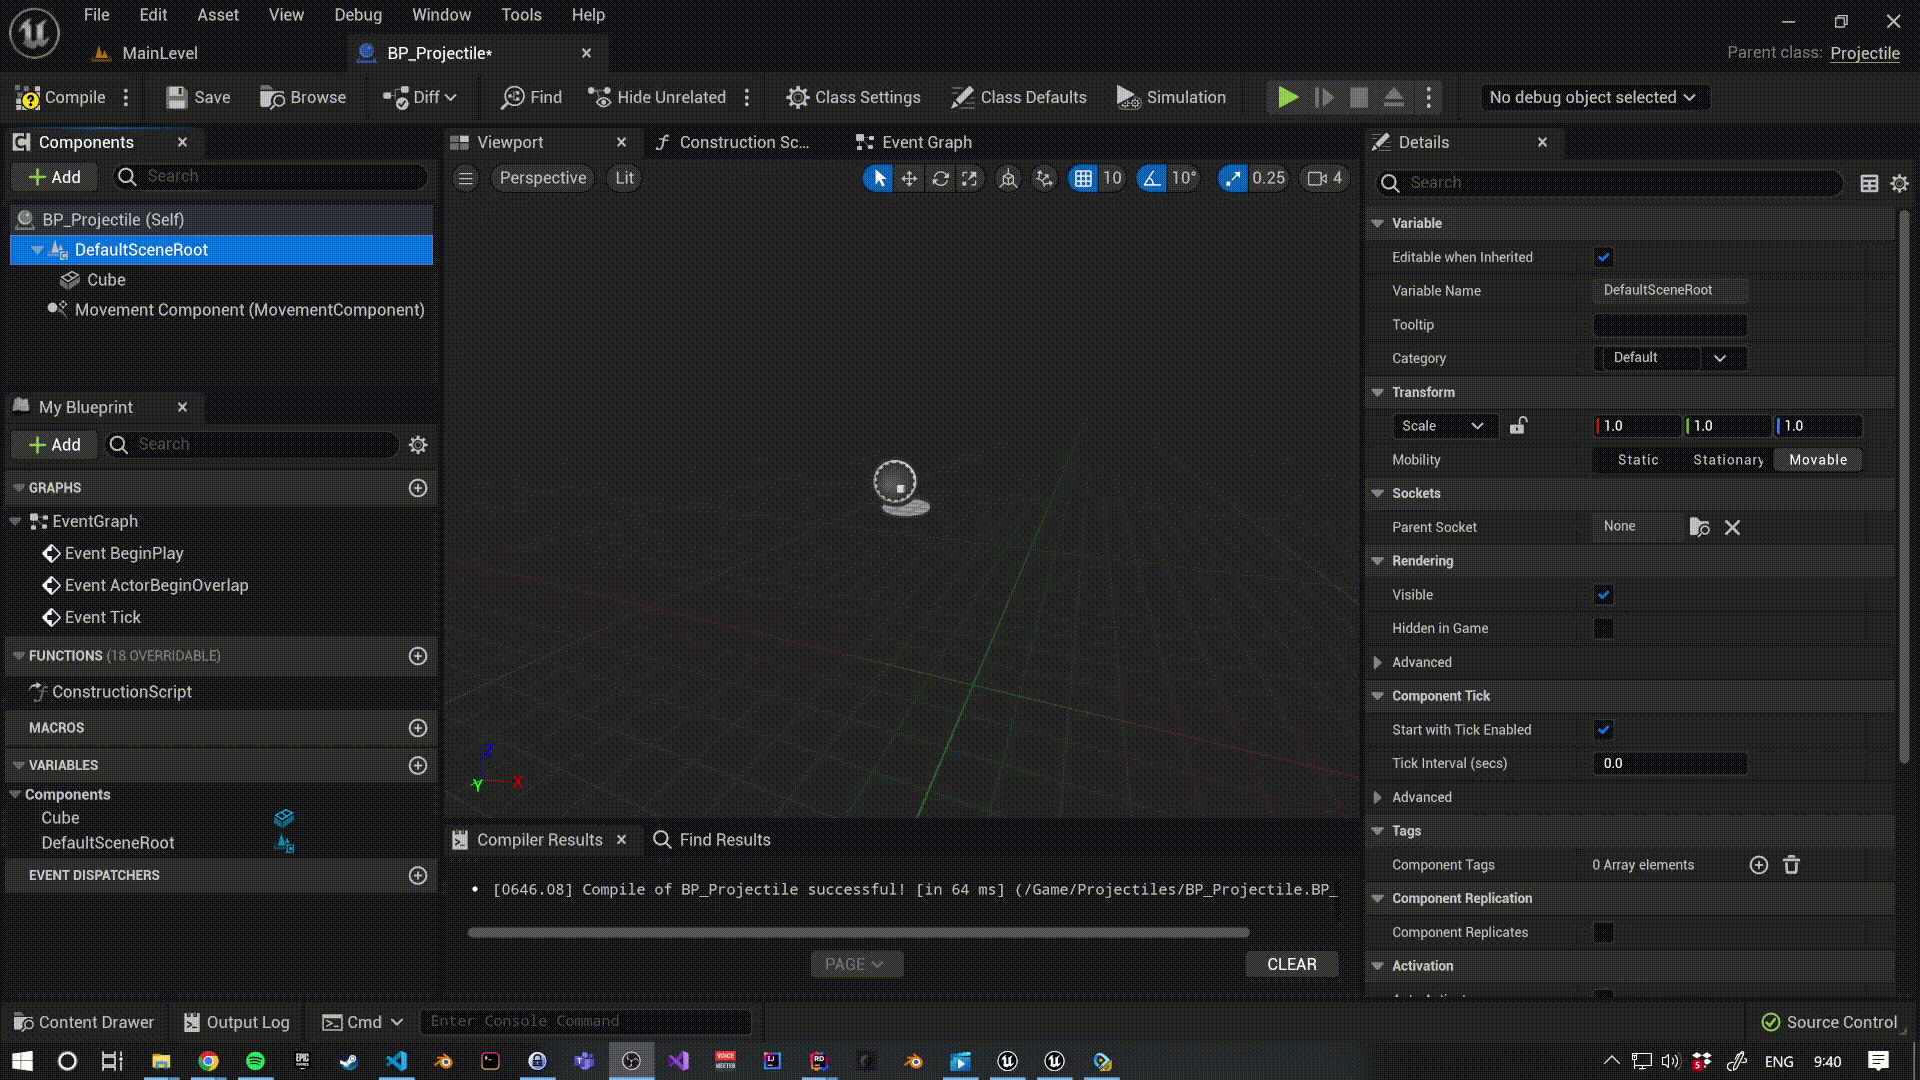 File Edit Asset View Debug Window Tools Help
MainLevel
BP_Projectile*
Parent class: Projectile
Compile
Save
Browse
Diff
Find
Hide Unrelated
Class Settings
Class Defaults
Simulation
No debug object selected
Components
Add
Search
BP_Projectile (Self)
DefaultSceneRoot
Cube
Movement Component (MovementComponent)
My Blueprint
Add
Search
GRAPHS
EventGraph
Event BeginPlay
Event ActorBeginOverlap
Event Tick
FUNCTIONS (18 OVERRIDABLE)
ConstructionScript
MACROS
VARIABLES
Components
Cube
DefaultSceneRoot
EVENT DISPATCHERS
Viewport
Construction Sc...
Event Graph
Perspective
Lit
10
10°
0.25
4
Z
Y
X
Compiler Results
Find Results
[0646.08] Compile of BP_Projectile successful! [in 64 ms] (/Game/Projectiles/BP_Projectile.BP_
PAGE
CLEAR
Details
Search
Variable
Editable when Inherited
Variable Name DefaultSceneRoot
Tooltip
Category Default
Transform
Scale 1.0 1.0 1.0
Mobility Static Stationary Movable
Sockets
Parent Socket None
Rendering
Visible
Hidden in Game
Advanced
Component Tick
Start with Tick Enabled
Tick Interval (secs) 0.0
Advanced
Tags
Component Tags 0 Array elements
Component Replication
Component Replicates
Activation
Content Drawer
Output Log
Cmd
Enter Console Command
Source Control
ENG
9:40